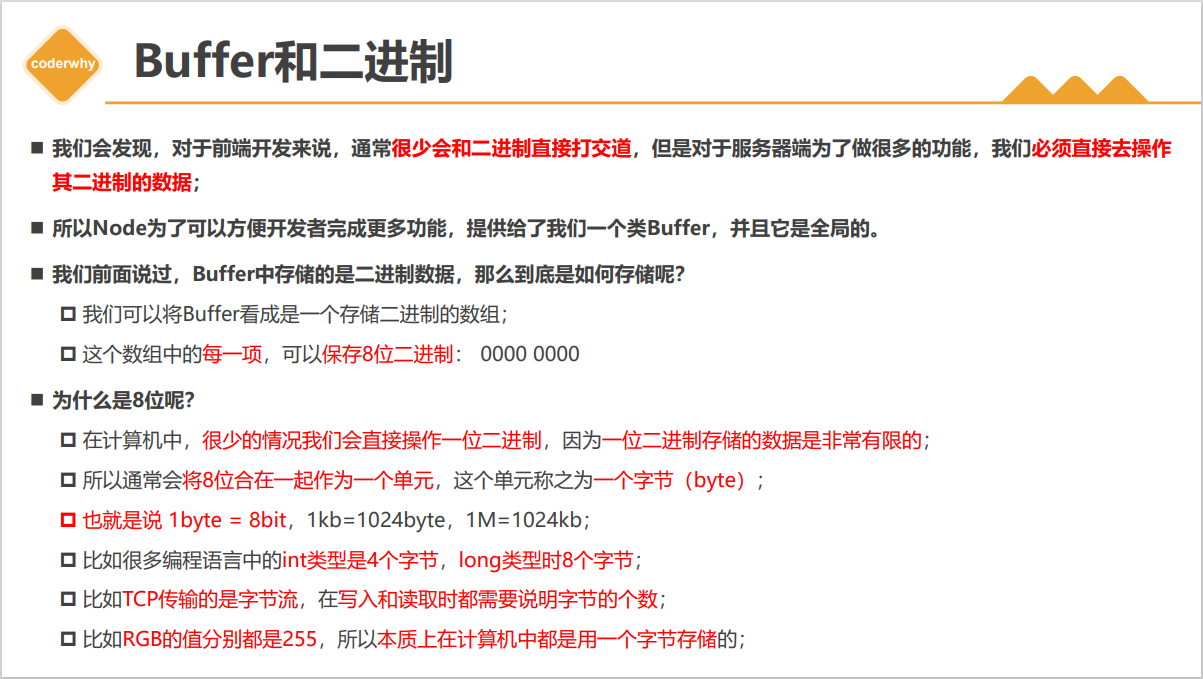 coderwhy
Buffer和二进制
我们会发现，对于前端开发来说，通常很少会和二进制直接打交道，但是对于服务器端为了做很多的功能，我们必须直接去操作
其二进制的数据；
所以Node为了可以方便开发者完成更多功能，提供给了我们一个类Buffer，并且它是全局的。
我们前面说过，Buffer中存储的是二进制数据，那么到底是如何存储呢？
我们可以将Buffer看成是一个存储二进制的数组；
这个数组中的每一项，可以保存8位二进制： 0000 0000
为什么是8位呢？
在计算机中，很少的情况我们会直接操作一位二进制，因为一位二进制存储的数据是非常有限的；
所以通常会将8位合在一起作为一个单元，这个单元称之为一个字节（byte）；
也就是说 1byte = 8bit，1kb=1024byte，1M=1024kb；
比如很多编程语言中的int类型是4个字节，long类型时8个字节；
比如TCP传输的是字节流，在写入和读取时都需要说明字节的个数；
比如RGB的值分别都是255，所以本质上在计算机中都是用一个字节存储的；